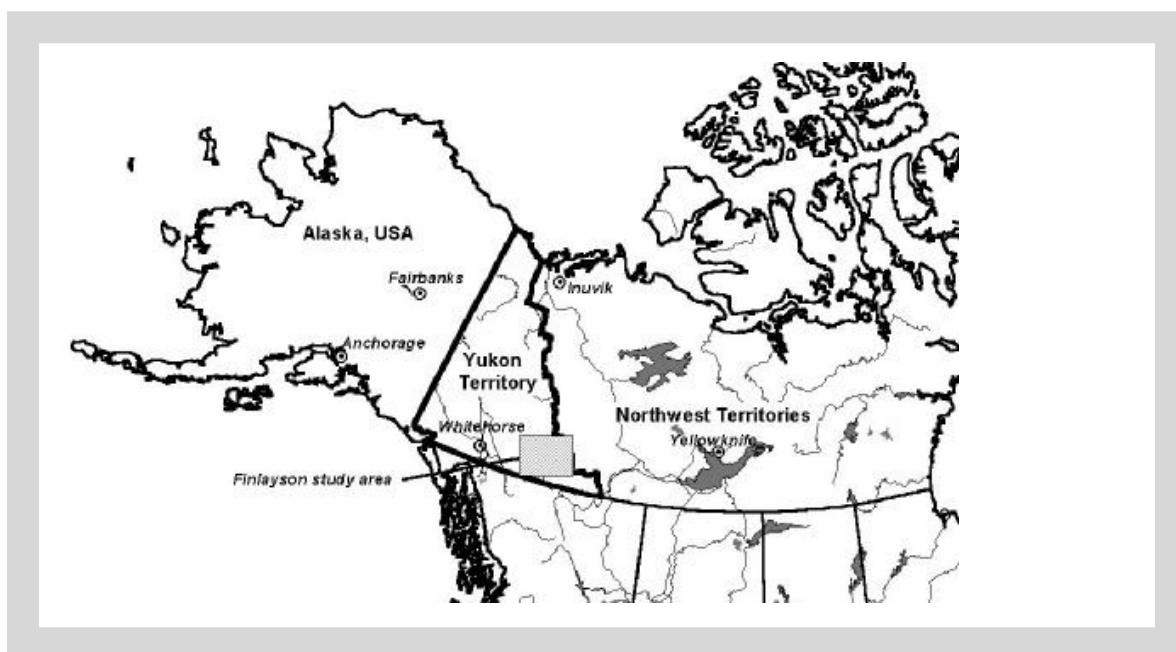 Alaska, USA
Fairbanks
Inuvik
Anchorage
Yukon
Territory
Northwest Territories
Whitehorse
Yellowknife
Finlayson study area